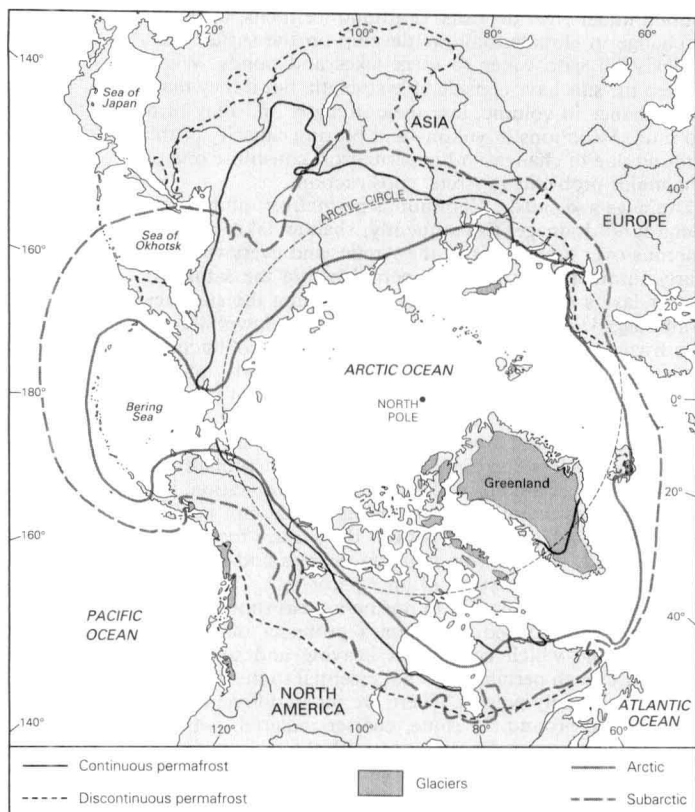 120° 100° 80° 60°
140°
Sea of
Japan
ASIA
40°
ARCTIC CIRCLE
EUROPE
160°
Sea of
Okhotsk
20°
ARCTIC OCEAN
180°
Bering
Sea
NORTH
POLE
0°
Greenland
20°
160°
PACIFIC
OCEAN
40°
NORTH
AMERICA
ATLANTIC
OCEAN
140°
120° 100° 80° 60°
Continuous permafrost
Discontinuous permafrost
Glaciers
Arctic
Subarctic